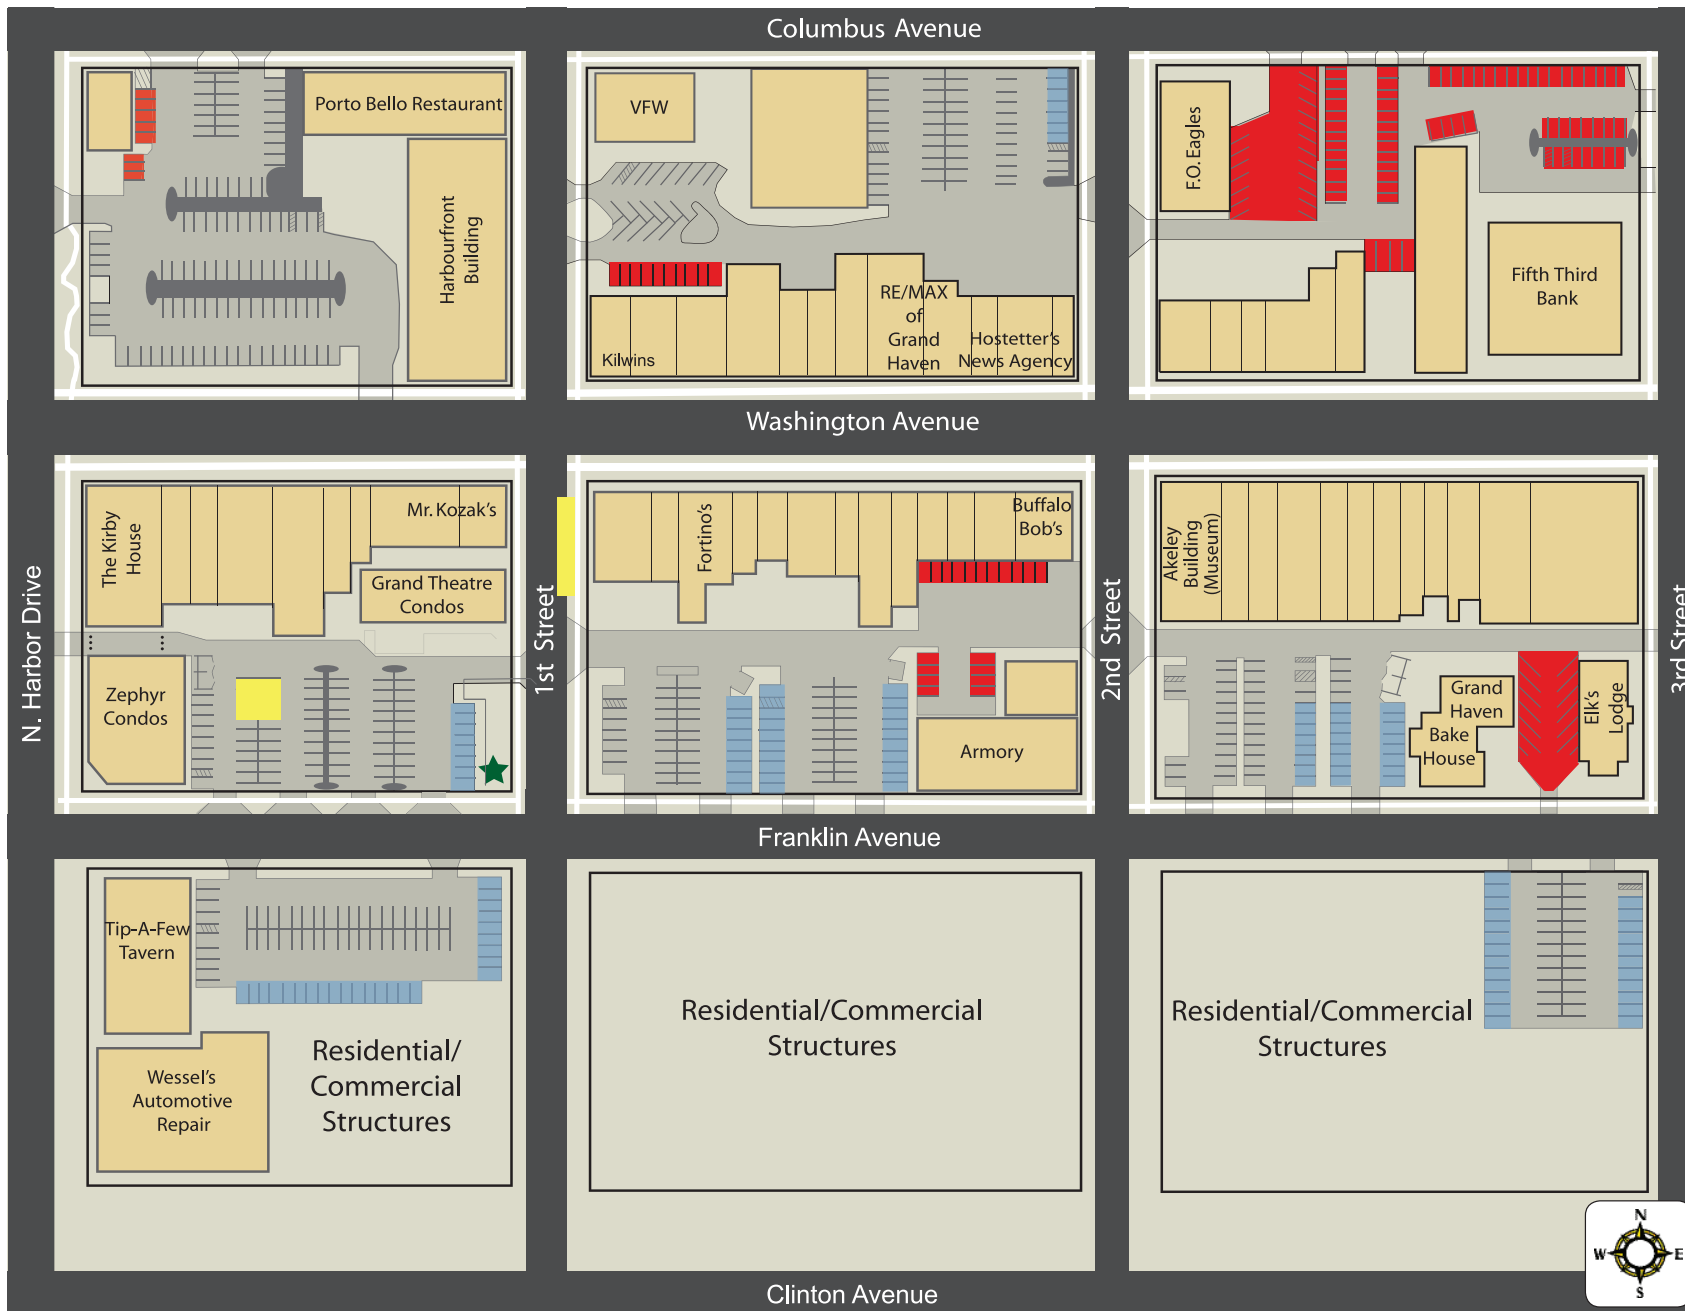 Columbus Avenue
Porto Bello Restaurant
Harbourfront
Building
VFW
Kilwins
RE/MAX
of
Grand
Haven
Hostetter's
News Agency
F.O. Eagles
Fifth Third
Bank
Washington Avenue
N. Harbor Drive
The Kirby
House
Mr. Kozak's
Grand Theatre
Condos
Zephyr
Condos
1st Street
Fortino's
Buffalo
Bob's
Armory
2nd Street
Akeley
Building
(Museum)
Grand
Haven
Bake
House
Elk's
Lodge
3rd Street
Franklin Avenue
Tip-A-Few
Tavern
Wessel's
Automotive
Repair
Residential/
Commercial
Structures
Residential/Commercial
Structures
Residential/Commercial
Structures
N
W E
S
Clinton Avenue